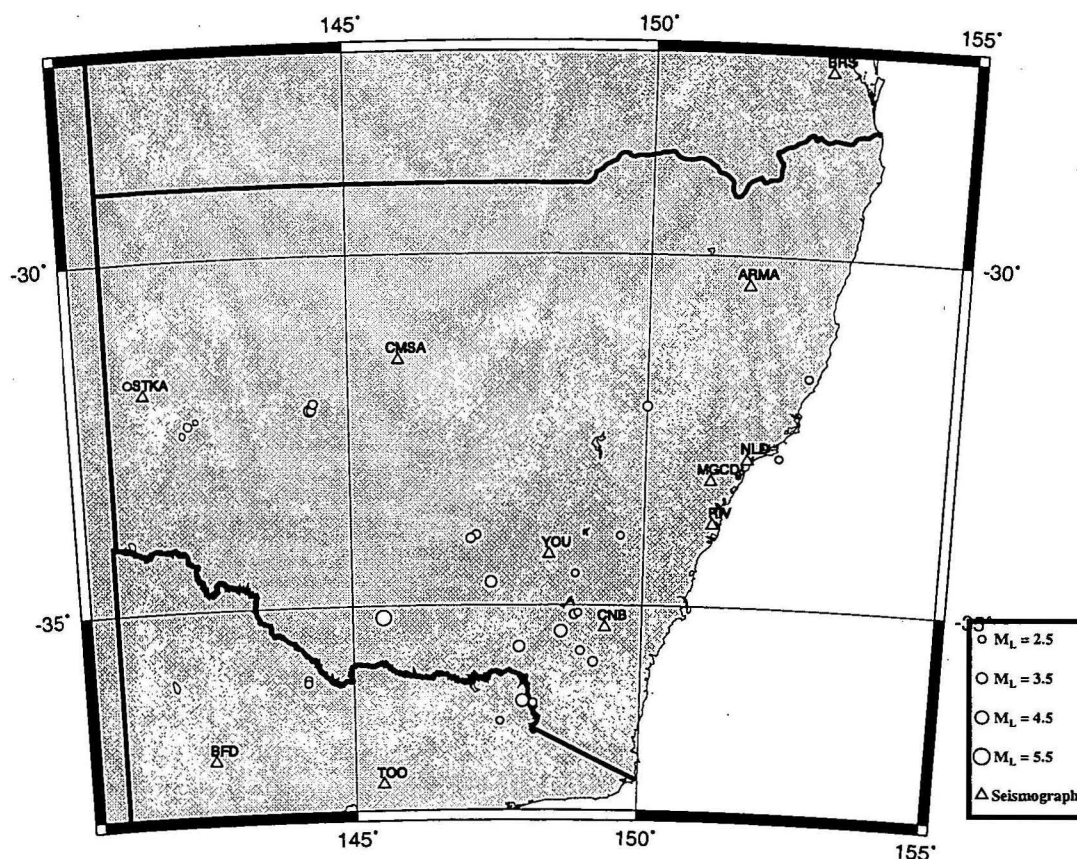 145°
150°
155°
BRS
-30°
ARMA
CMSA
STKA
NLD
MGCD
RIV
YOU
CNB
-35°
-35°
M_L = 2.5
M_L = 3.5
M_L = 4.5
M_L = 5.5
Seismograph
BFD
TOO
145°
150°
155°
-30°